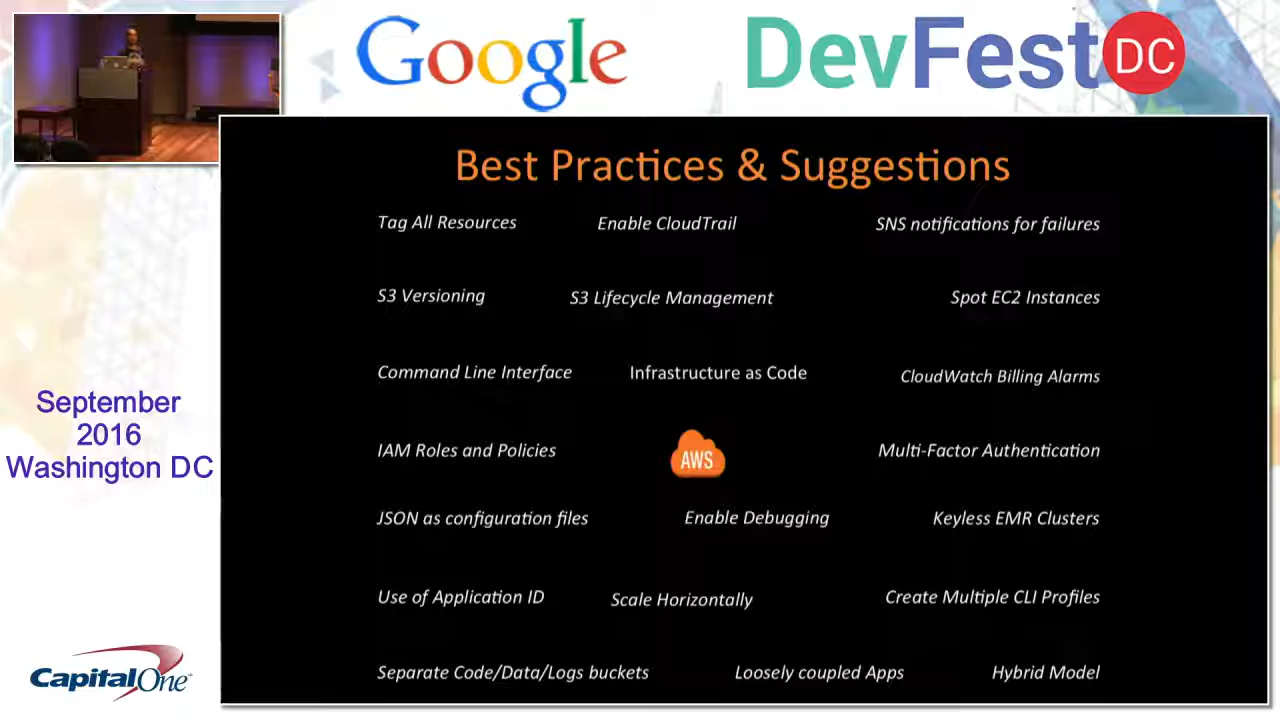 Google DevFest DC
Best Practices & Suggestions
Tag All Resources Enable CloudTrail SNS notifications for failures
S3 Versioning S3 Lifecycle Management Spot EC2 Instances
Command Line Interface Infrastructure as Code CloudWatch Billing Alarms
IAM Roles and Policies AWS Multi-Factor Authentication
JSON as configuration files Enable Debugging Keyless EMR Clusters
Use of Application ID Scale Horizontally Create Multiple CLI Profiles
Separate Code/Data/Logs buckets Loosely coupled Apps Hybrid Model
September
2016
Washington DC
CapitalOne